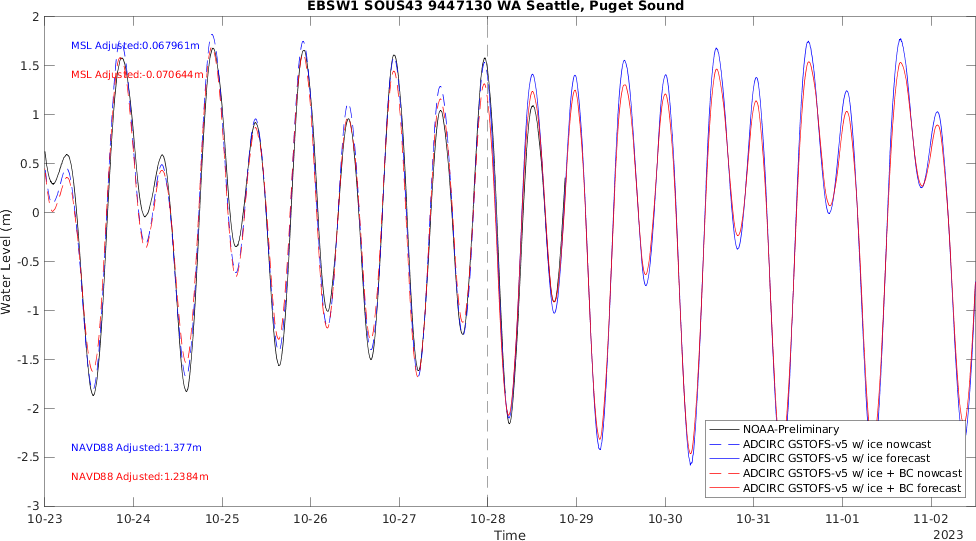 EBSW1 SOUS43 9447130 WA Seattle, Puget Sound
2
1.5
1
0.5
0
-0.5
-1
-1.5
-2
-2.5
-3
Water Level (m)
MSL Adjusted:0.067961m
MSL Adjusted:-0.070644m
NAVD88 Adjusted:1.377m
NAVD88 Adjusted:1.2384m
NOAA-Preliminary
ADCIRC GSTOFS-v5 w/ ice nowcast
ADCIRC GSTOFS-v5 w/ ice forecast
ADCIRC GSTOFS-v5 w/ ice + BC nowcast
ADCIRC GSTOFS-v5 w/ ice + BC forecast
10-23 10-24 10-25 10-26 10-27 10-28 10-29 10-30 10-31 11-01 11-02
Time
2023